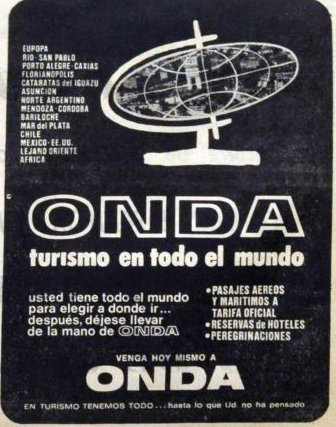 EUROPA
RIO-SAN PABLO
PORTO ALEGRE-CAXIAS
FLORIANOPOLIS
CATARATAS del IGUAZU
ASUNCION
NORTE ARGENTINO
MENDOZA-CORDOBA
BARILOCHE
MAR del PLATA
CHILE
MEXICO-EE.UU.
LEJANO ORIENTE
AFRICA
ONDA
turismo en todo el mundo
usted tiene todo el mundo
para elegir a donde ir...
después, déjese llevar
de la mano de ONDA
•PASAJES AEREOS
Y MARITIMOS A
TARIFA OFICIAL
•RESERVAS de HOTELES
•PEREGRINACIONES
VENGA HOY MISMO A
ONDA
EN TURISMO TENEMOS TODO...hasta lo que Ud no ha pensado